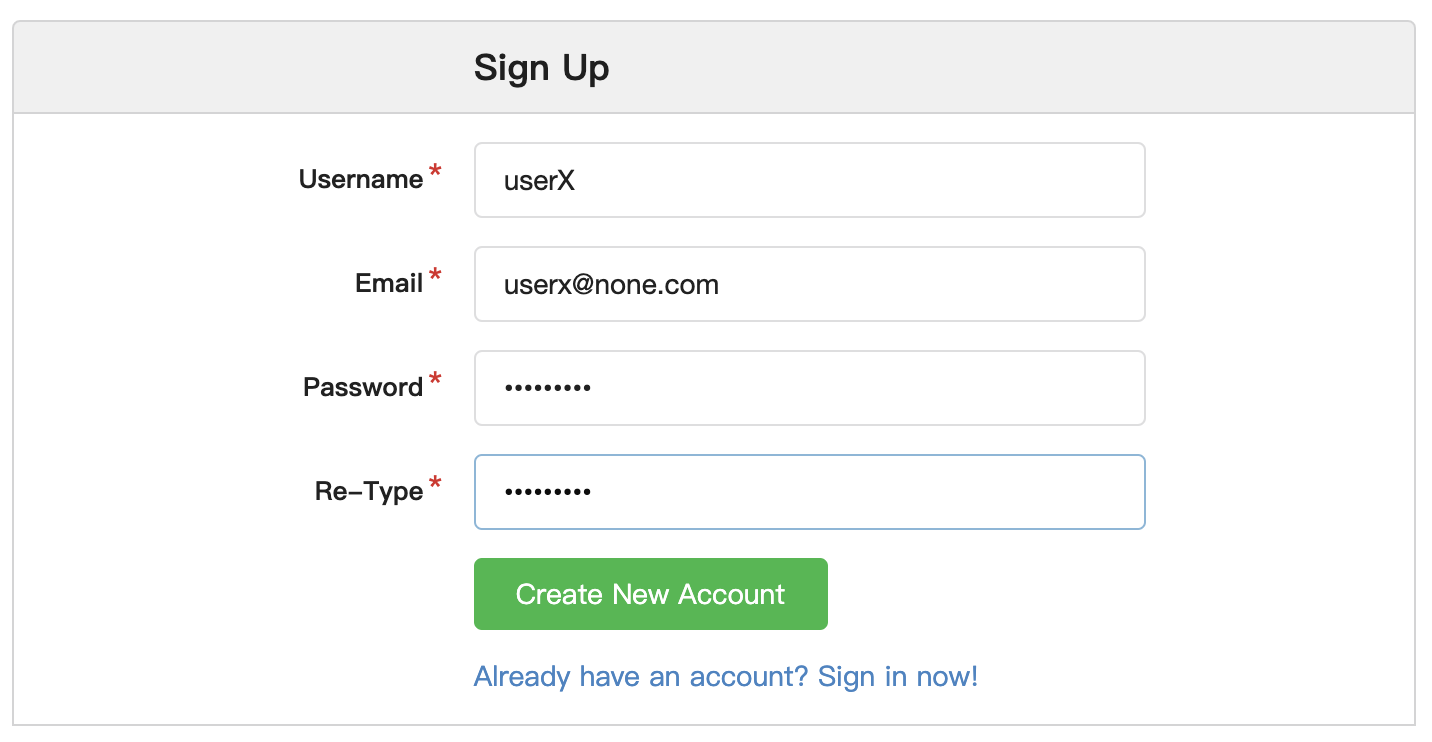 Sign Up
Username *
userX
Email *
userx@none.com
Password *
•••••••••
Re-Type *
•••••••••
Create New Account
Already have an account? Sign in now!